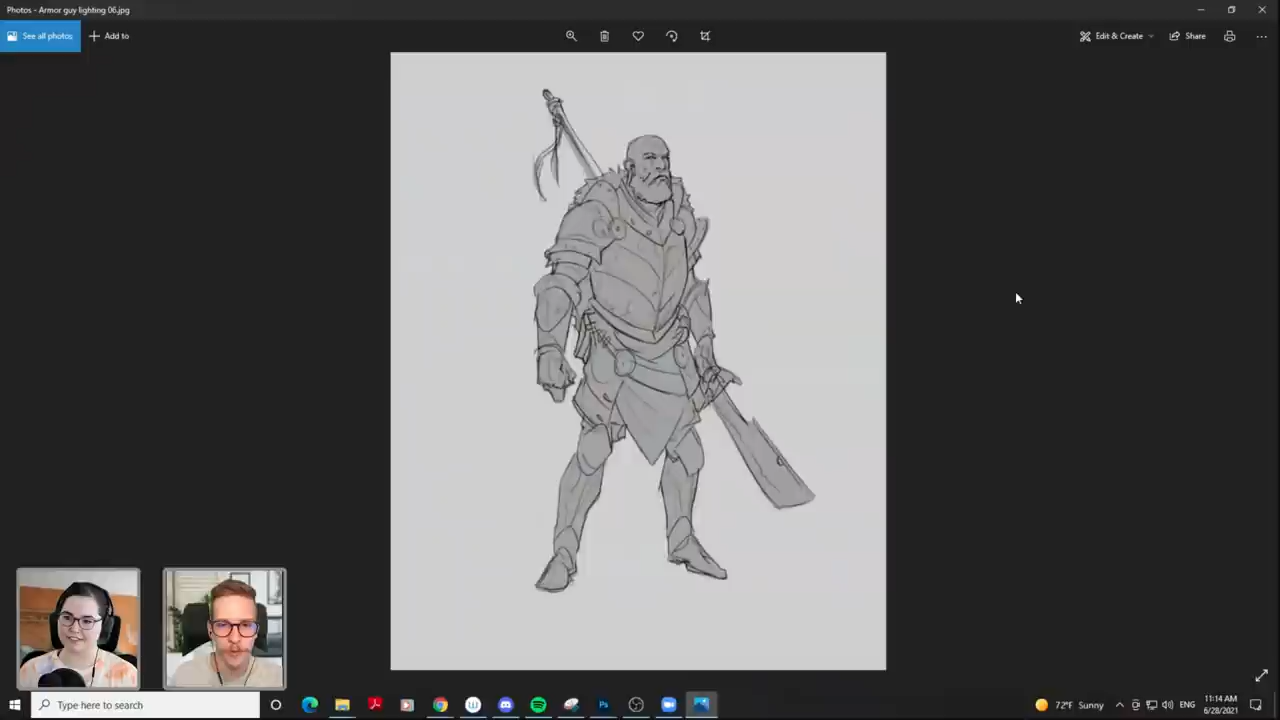 Photos - Armor guy lighting 06.jpg
See all photos
Add to
Edit & Create
Share
Type here to search
Ps
72°F Sunny
ENG
11:14 AM
6/28/2021